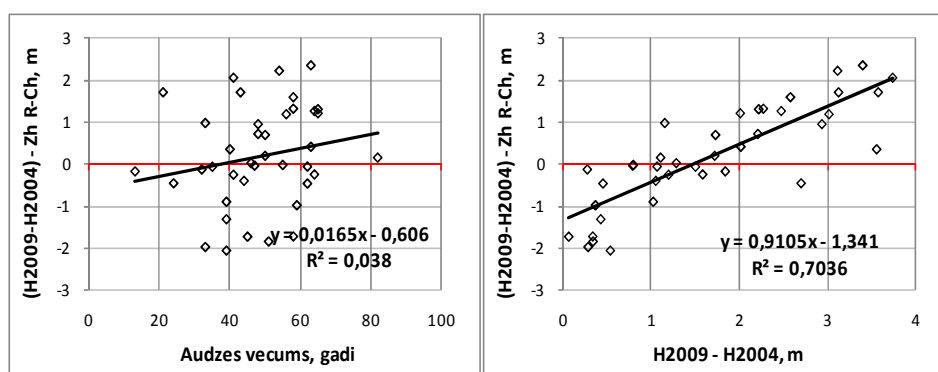 (H2009-H2004) - Zh R-Ch, m
3
2
1
0
-1
-2
-3
y = 0,0165x - 0,606
R² = 0,038
0 20 40 60 80 100
Audzes vecums, gadi
(H2009-H2004) - Zh R-Ch, m
3
2
1
0
-1
-2
-3
y = 0,9105x - 1,341
R² = 0,7036
0 1 2 3 4
H2009 - H2004, m